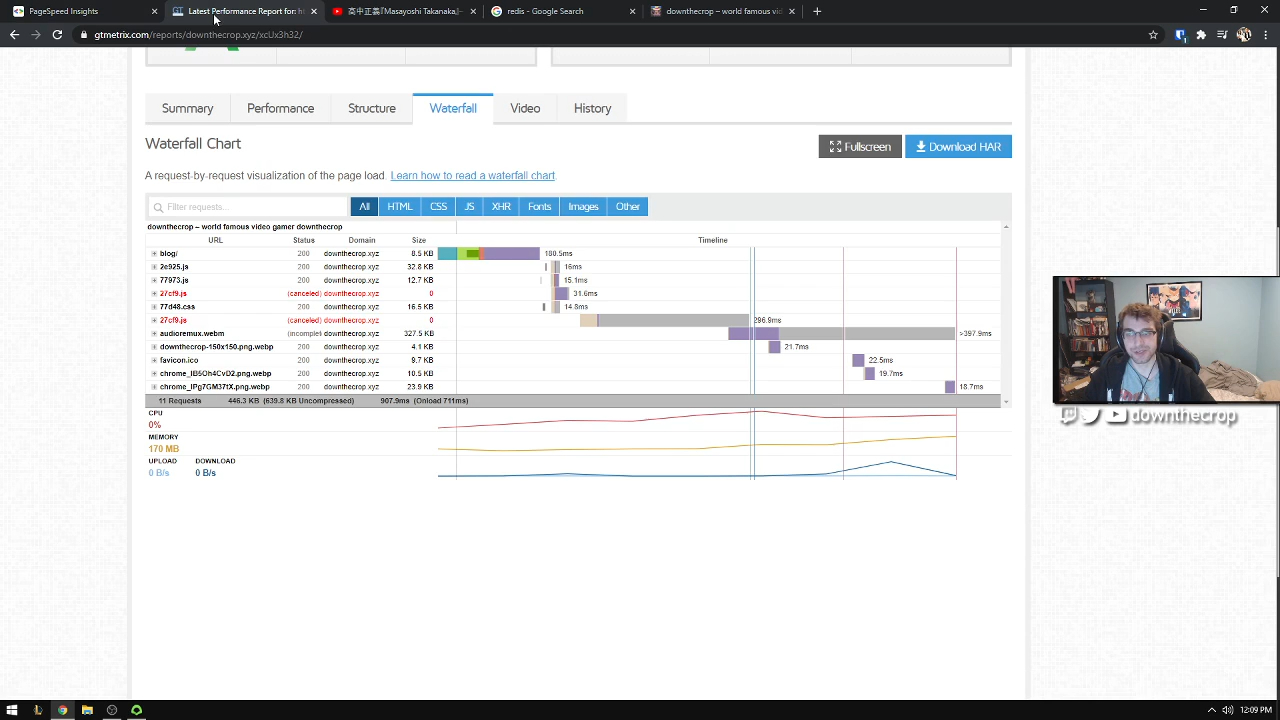 PageSpeed Insights
Latest Performance Report for: h
高中正義『Masayoshi Takanaka』-
redis - Google Search
downthecrop – world famous vid
gtmetrix.com/reports/downthecrop.xyz/xcUx3h32/
Summary Performance Structure Waterfall Video History
Waterfall Chart
Fullscreen Download HAR
A request-by-request visualization of the page load. Learn how to read a waterfall chart.
Filter requests... All HTML CSS JS XHR Fonts Images Other
downthecrop – world famous video gamer downthecrop
URL Status Domain Size Timeline
blog/ 200 downthecrop.xyz 8.5 KB 180.5ms
2e925.js 200 downthecrop.xyz 32.8 KB 16ms
77973.js 200 downthecrop.xyz 12.7 KB 15.1ms
27cf9.js (canceled) downthecrop.xyz 0 31.6ms
77d48.css 200 downthecrop.xyz 16.5 KB 14.8ms
27cf9.js (canceled) downthecrop.xyz 0 296.9ms
audioremux.webm (incomplet downthecrop.xyz 327.5 KB >397.9ms
downthecrop-150x150.png.webp 200 downthecrop.xyz 4.1 KB 21.7ms
favicon.ico 200 downthecrop.xyz 9.7 KB 22.5ms
chrome_IB5Oh4CvD2.png.webp 200 downthecrop.xyz 10.5 KB 19.7ms
chrome_IPg7GM37tX.png.webp 200 downthecrop.xyz 23.9 KB 18.7ms
11 Requests 446.3 KB (639.8 KB Uncompressed) 907.9ms (Onload 711ms)
CPU
0%
MEMORY
170 MB
UPLOAD DOWNLOAD
0 B/s 0 B/s
downthecrop
12:09 PM